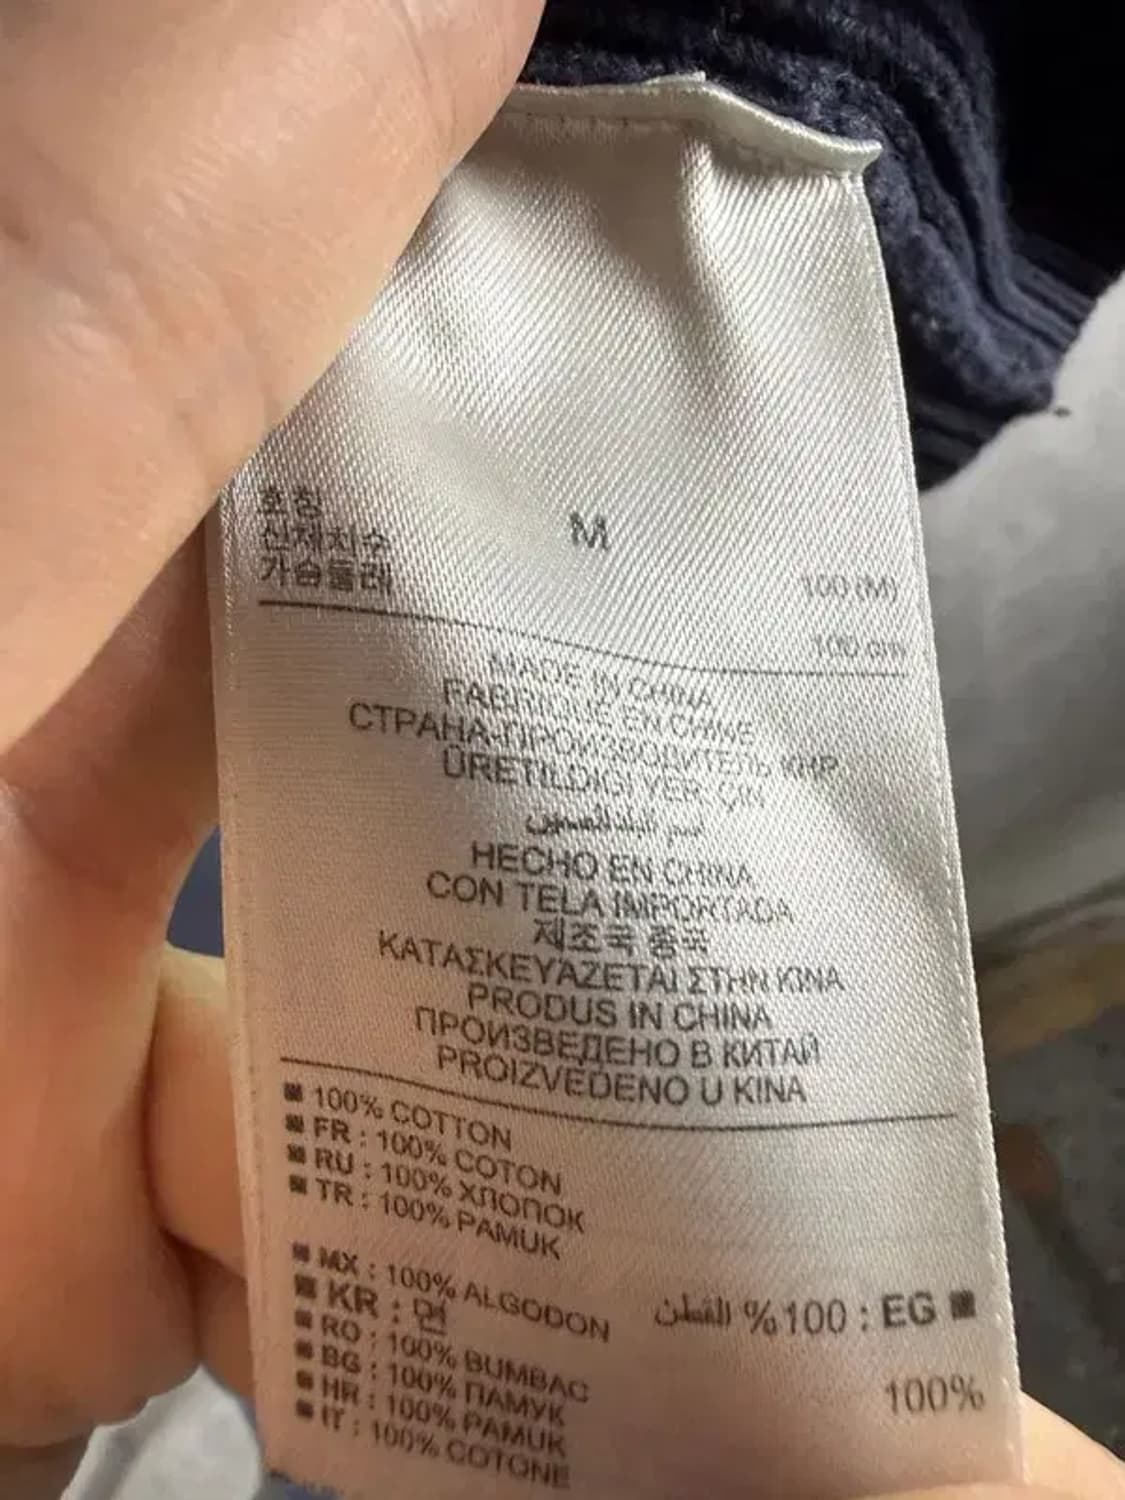 호칭
신체치수
가슴둘레
M
100 (M)
100 cm
MADE IN CHINA
FABRIQUE EN CHINE
СТРАНА-ПРОИЗВОДИТЕЛЬ КНР
ÜRETILDIGI YER: ÇIN
HECHO EN CHINA
CON TELA IMPORTADA
제조국 중국
ΚΑΤΑΣΚΕΥΑΖΕΤΑΙ ΣΤΗΝ ΚΙΝΑ
PRODUS IN CHINA
ПРОИЗВЕДЕНО В КИТАЙ
PROIZVEDENO U KINA
100% COTTON
FR : 100% COTON
RU : 100% ХЛОПОК
TR : 100% PAMUK
MX : 100% ALGODON
EG : 100 % القطن
KR : 면
100%
RO : 100% BUMBAC
BG : 100% ПАМУК
HR : 100% PAMUK
IT : 100% COTONE